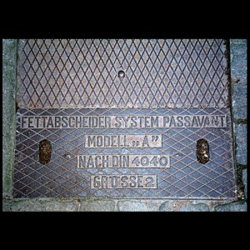 FETTABSCHEIDER SYSTEM PASSAVANT
MODELL „A”
NACH DIN 4040
GRÖSSE 2